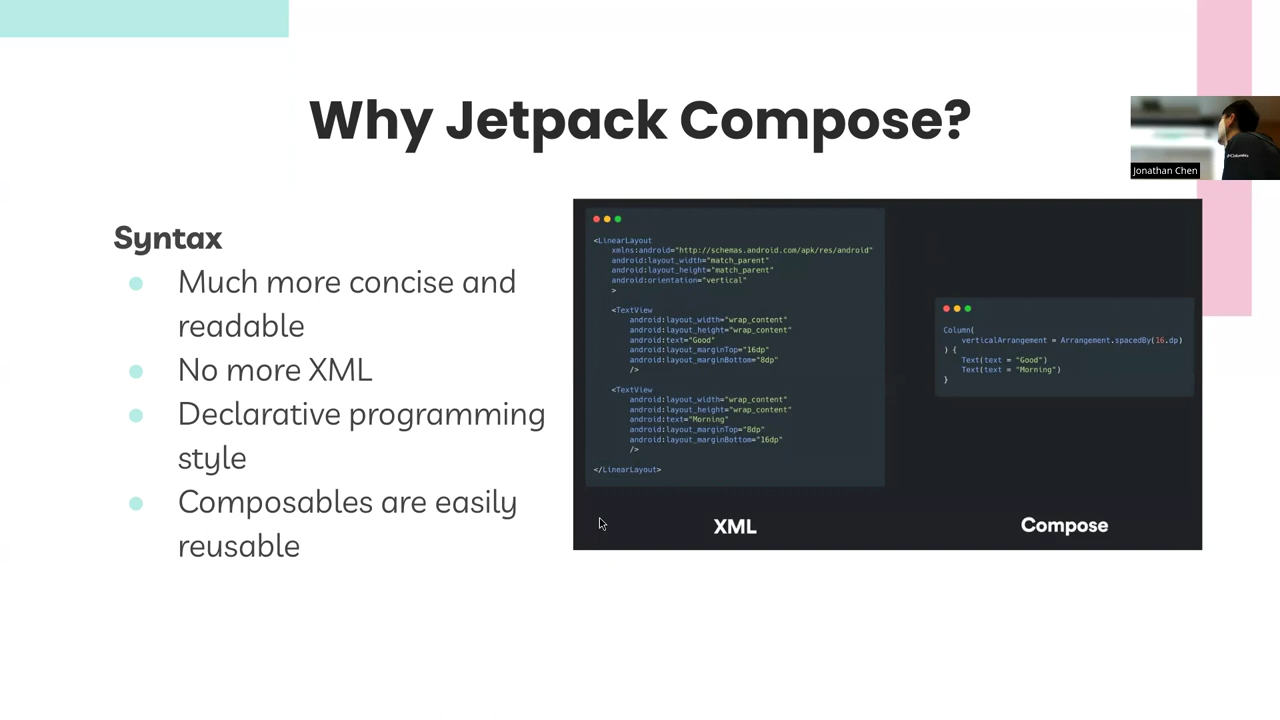 Why Jetpack Compose?
Jonathan Chen
Syntax
Much more concise and
readable
No more XML
Declarative programming
style
Composables are easily
reusable
<LinearLayout
xmlns:android="http://schemas.android.com/apk/res/android"
android:layout_width="match_parent"
android:layout_height="match_parent"
android:orientation="vertical"
>
<TextView
android:layout_width="wrap_content"
android:layout_height="wrap_content"
android:text="Good"
android:layout_marginTop="16dp"
android:layout_marginBottom="8dp"
/>
<TextView
android:layout_width="wrap_content"
android:layout_height="wrap_content"
android:text="Morning"
android:layout_marginTop="8dp"
android:layout_marginBottom="16dp"
/>
</LinearLayout>
XML
Column(
verticalArrangement = Arrangement.spacedBy(16.dp)
) {
Text(text = "Good")
Text(text = "Morning")
}
Compose